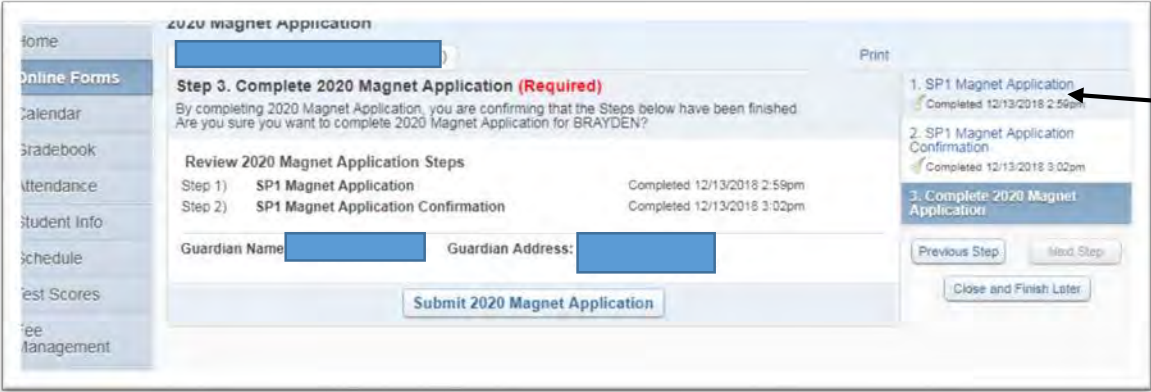 2020 Magnet Application
Home
Online Forms
Calendar
Gradebook
Attendance
Student Info
Schedule
Test Scores
Fee
Management
Print
Step 3. Complete 2020 Magnet Application (Required)
By completing 2020 Magnet Application, you are confirming that the Steps below have been finished.
Are you sure you want to complete 2020 Magnet Application for BRAYDEN?
Review 2020 Magnet Application Steps
Step 1) SP1 Magnet Application Completed 12/13/2018 2:59pm
Step 2) SP1 Magnet Application Confirmation Completed 12/13/2018 3:02pm
Guardian Name: Guardian Address:
Submit 2020 Magnet Application
1. SP1 Magnet Application
Completed 12/13/2018 2:59pm
2. SP1 Magnet Application
Confirmation
Completed 12/13/2018 3:02pm
3. Complete 2020 Magnet
Application
Previous Step Next Step
Close and Finish Later